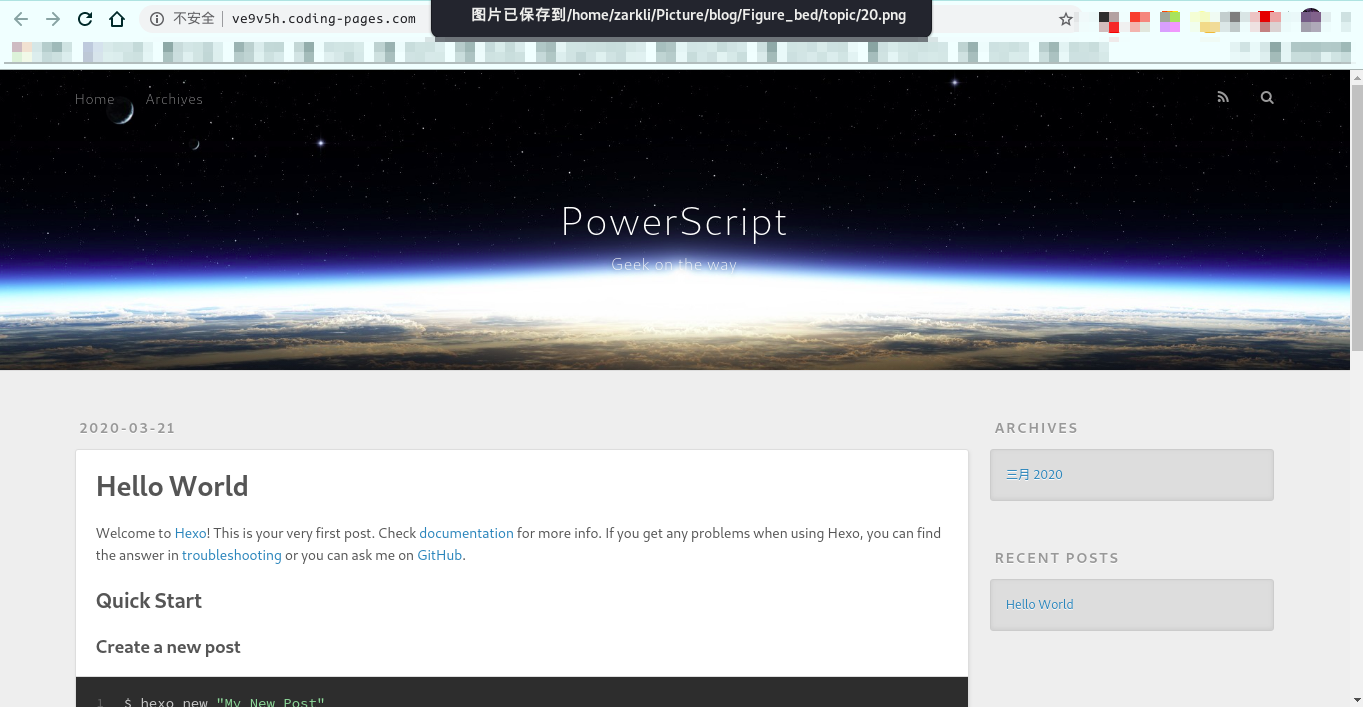 不安全 | ve9v5h.coding-pages.com
图片已保存到/home/zarkli/Picture/blog/Figure_bed/topic/20.png
Home Archives
PowerScript
Geek on the way
2020-03-21
Hello World
Welcome to Hexo! This is your very first post. Check documentation for more info. If you get any problems when using Hexo, you can find
the answer in troubleshooting or you can ask me on GitHub.
Quick Start
Create a new post
1 $ hexo new "My New Post"
ARCHIVES
三月 2020
RECENT POSTS
Hello World